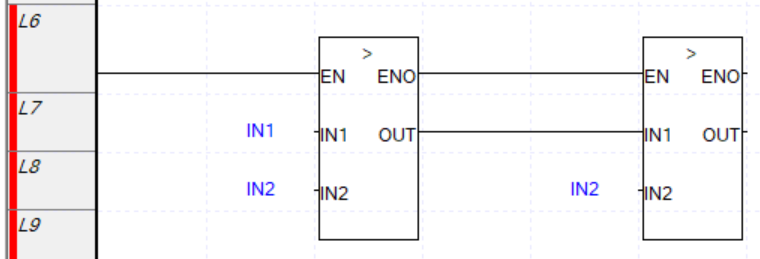 L6
> >
EN ENO EN ENO
L7
IN1 IN1 OUT IN1 OUT
L8
IN2 IN2 IN2 IN2
L9